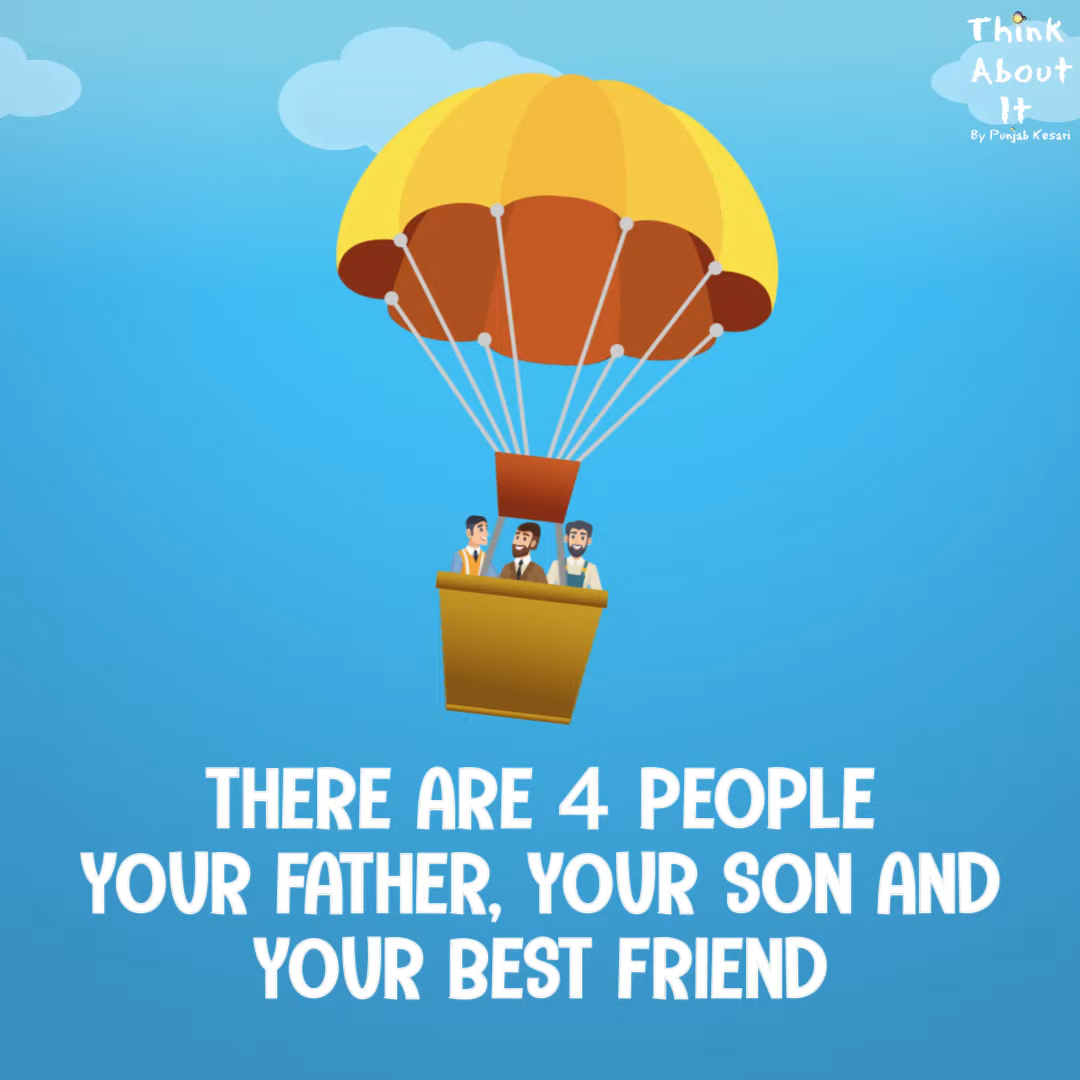 Think
About
It
By Punjab Kesari
THERE ARE 4 PEOPLE
YOUR FATHER, YOUR SON AND
YOUR BEST FRIEND